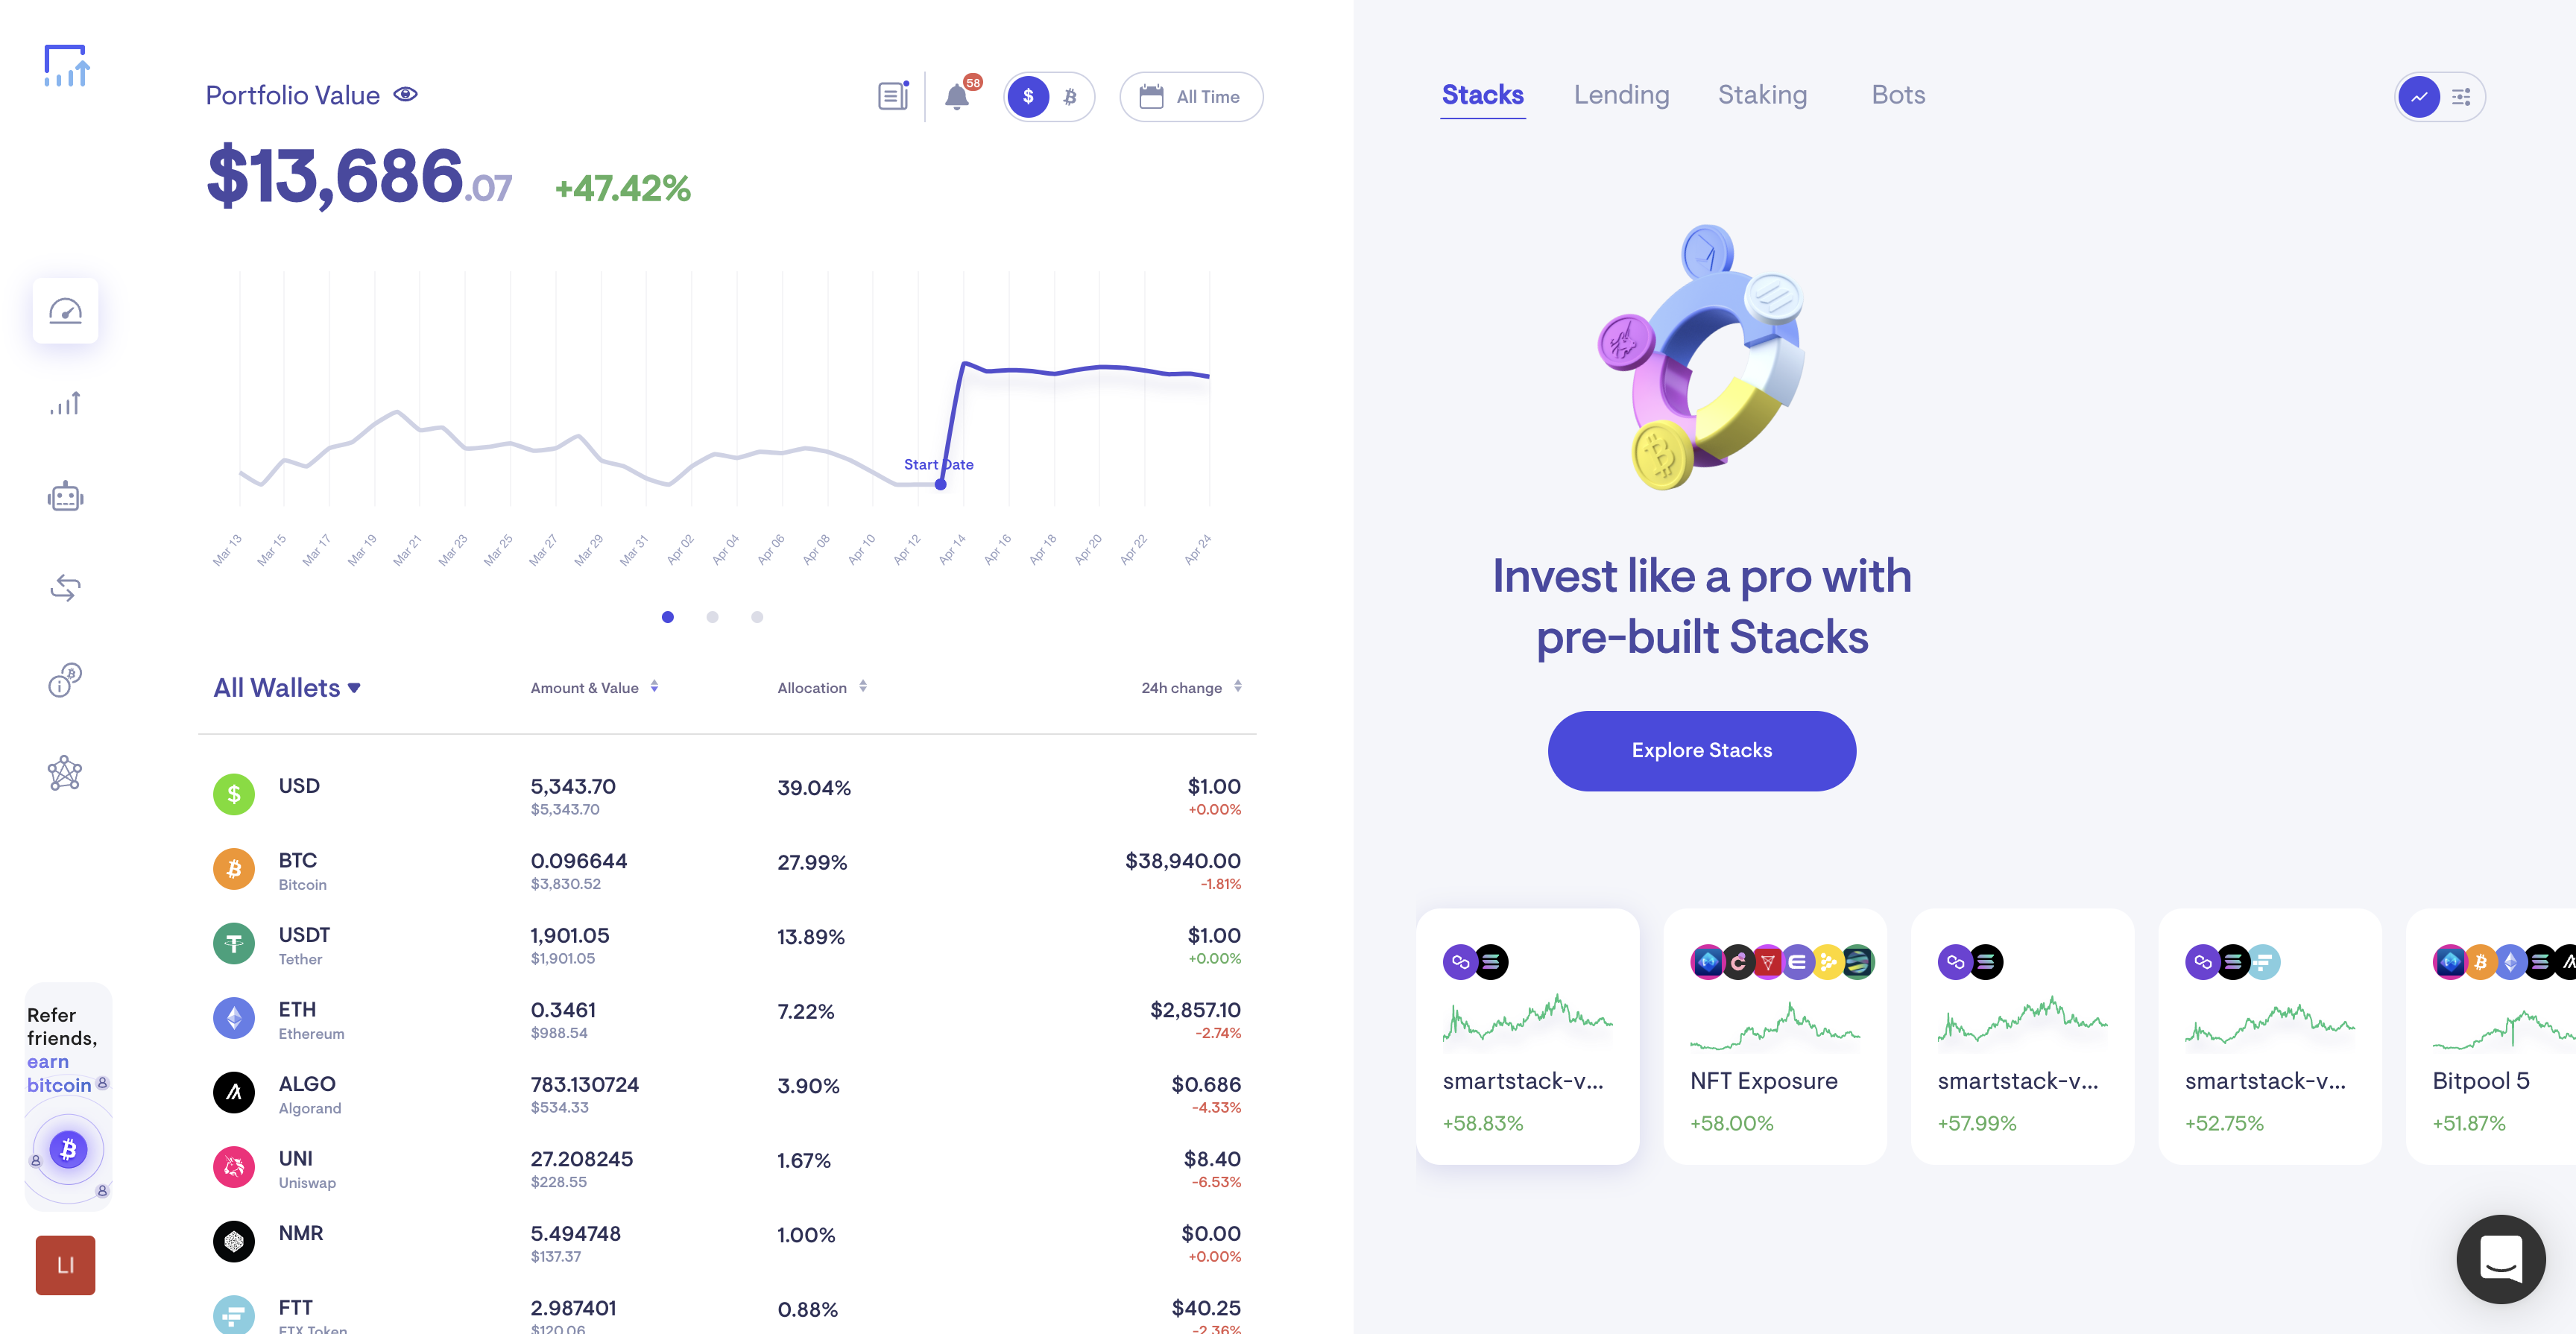 Portfolio Value
58
$
All Time
$13,686.07 +47.42%
Start Date
Mar 13 Mar 15 Mar 17 Mar 19 Mar 21 Mar 23 Mar 25 Mar 27 Mar 29 Mar 31 Apr 02 Apr 04 Apr 06 Apr 08 Apr 10 Apr 12 Apr 14 Apr 16 Apr 18 Apr 20 Apr 22 Apr 24
All Wallets Amount & Value Allocation 24h change
USD 5,343.70 39.04% $1.00
$5,343.70 +0.00%
BTC 0.096644 27.99% $38,940.00
Bitcoin $3,830.52 -1.81%
USDT 1,901.05 13.89% $1.00
Tether $1,901.05 +0.00%
ETH 0.3461 7.22% $2,857.10
Ethereum $988.54 -2.74%
ALGO 783.130724 3.90% $0.686
Algorand $534.33 -4.33%
UNI 27.208245 1.67% $8.40
Uniswap $228.55 -6.53%
NMR 5.494748 1.00% $0.00
$137.37 +0.00%
FTT 2.987401 0.88% $40.25
FTX Token $120.06 -2.36%
Refer
friends,
earn
bitcoin
LI
Stacks Lending Staking Bots
Invest like a pro with
pre-built Stacks
Explore Stacks
smartstack-v... NFT Exposure smartstack-v... smartstack-v... Bitpool 5
+58.83% +58.00% +57.99% +52.75% +51.87%